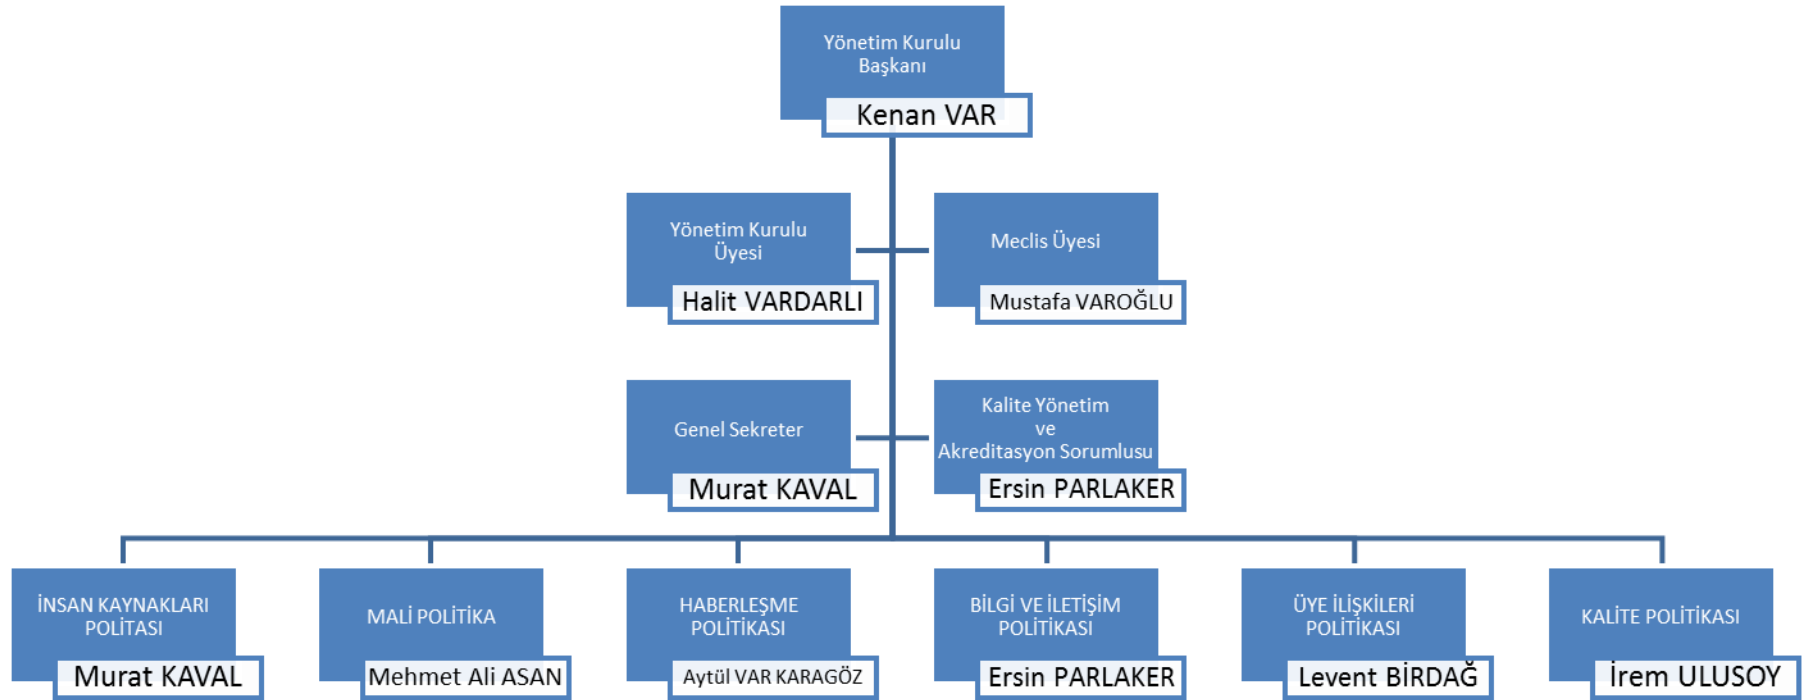 Yönetim Kurulu
Başkanı
Kenan VAR
Yönetim Kurulu
Üyesi
Halit VARDARLI
Meclis Üyesi
Mustafa VAROĞLU
Genel Sekreter
Murat KAVAL
Kalite Yönetim
ve
Akreditasyon Sorumlusu
Ersin PARLAKER
İNSAN KAYNAKLARI
POLİTASI
Murat KAVAL
MALİ POLİTİKA
Mehmet Ali ASAN
HABERLEŞME
POLİTİKASI
Aytül VAR KARAGÖZ
BİLGİ VE İLETİŞİM
POLİTİKASI
Ersin PARLAKER
ÜYE İLİŞKİLERİ
POLİTİKASI
Levent BİRDAĞ
KALİTE POLİTİKASI
İrem ULUSOY